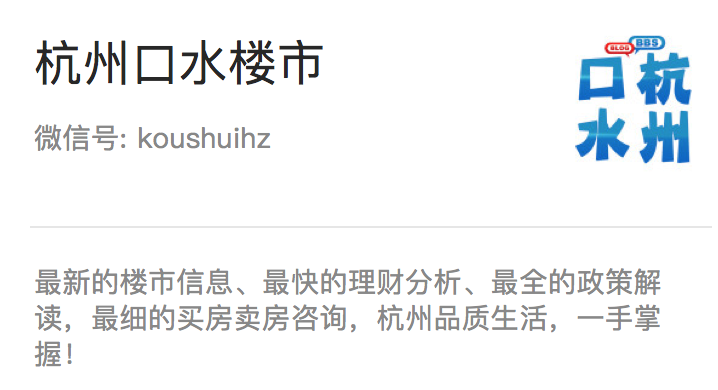 杭州口水楼市
微信号: koushuihz
BLOG
BBS
口杭
水州
最新的楼市信息、最快的理财分析、最全的政策解
读，最细的买房卖房咨询，杭州品质生活，一手掌
握！